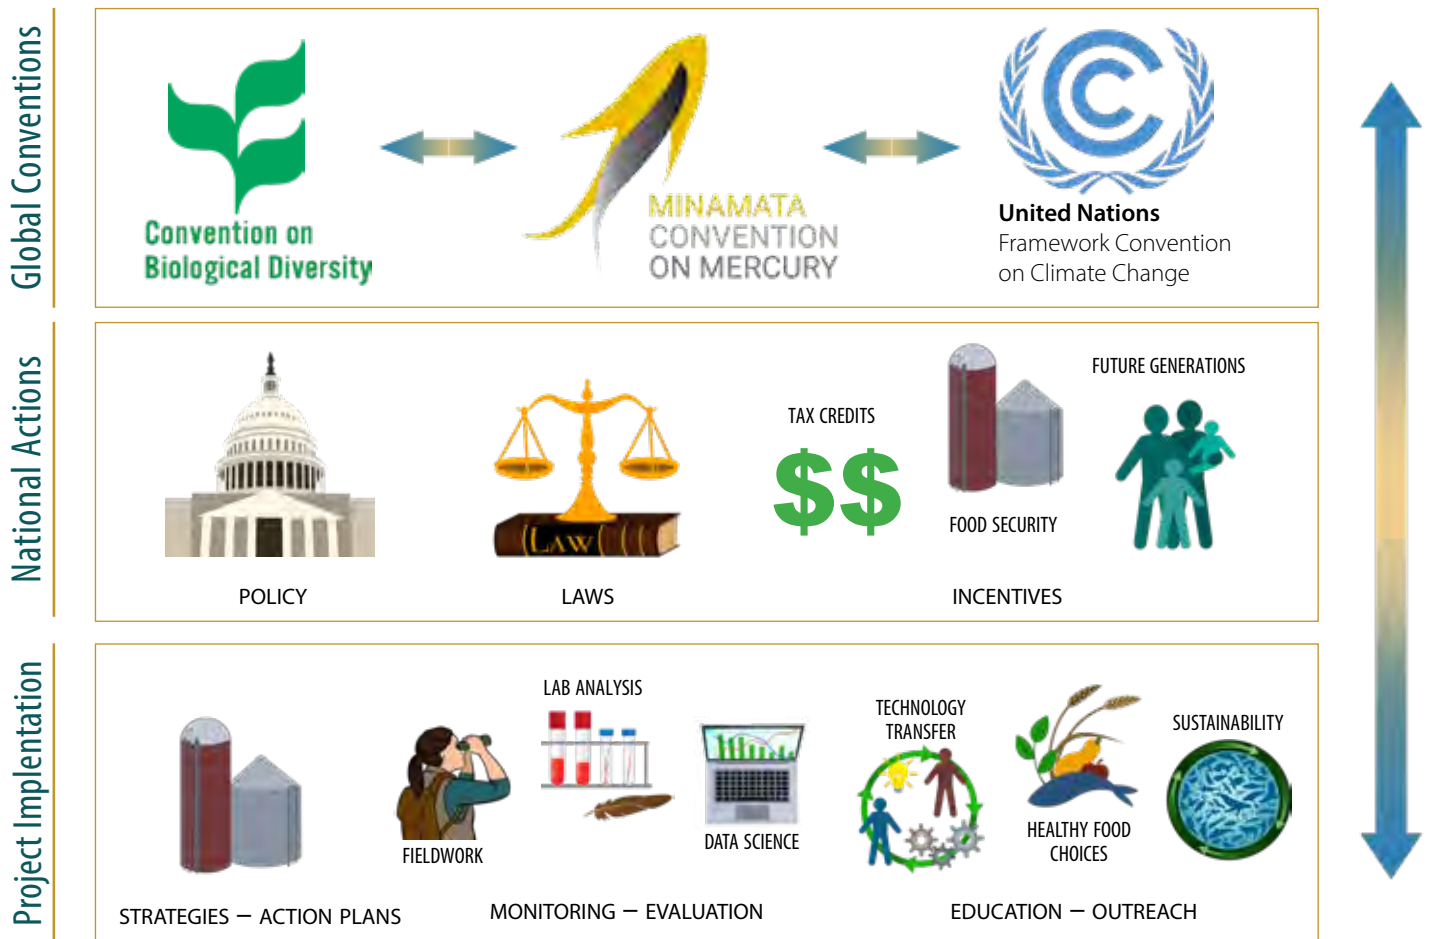 Global Conventions
Convention on
Biological Diversity
MINAMATA
CONVENTION
ON MERCURY
United Nations
Framework Convention
on Climate Change
National Actions
LAW
TAX CREDITS
$$
FOOD SECURITY
FUTURE GENERATIONS
POLICY
LAWS
INCENTIVES
Project Implentation
FIELDWORK
LAB ANALYSIS
DATA SCIENCE
TECHNOLOGY
TRANSFER
HEALTHY FOOD
CHOICES
SUSTAINABILITY
STRATEGIES – ACTION PLANS
MONITORING – EVALUATION
EDUCATION – OUTREACH